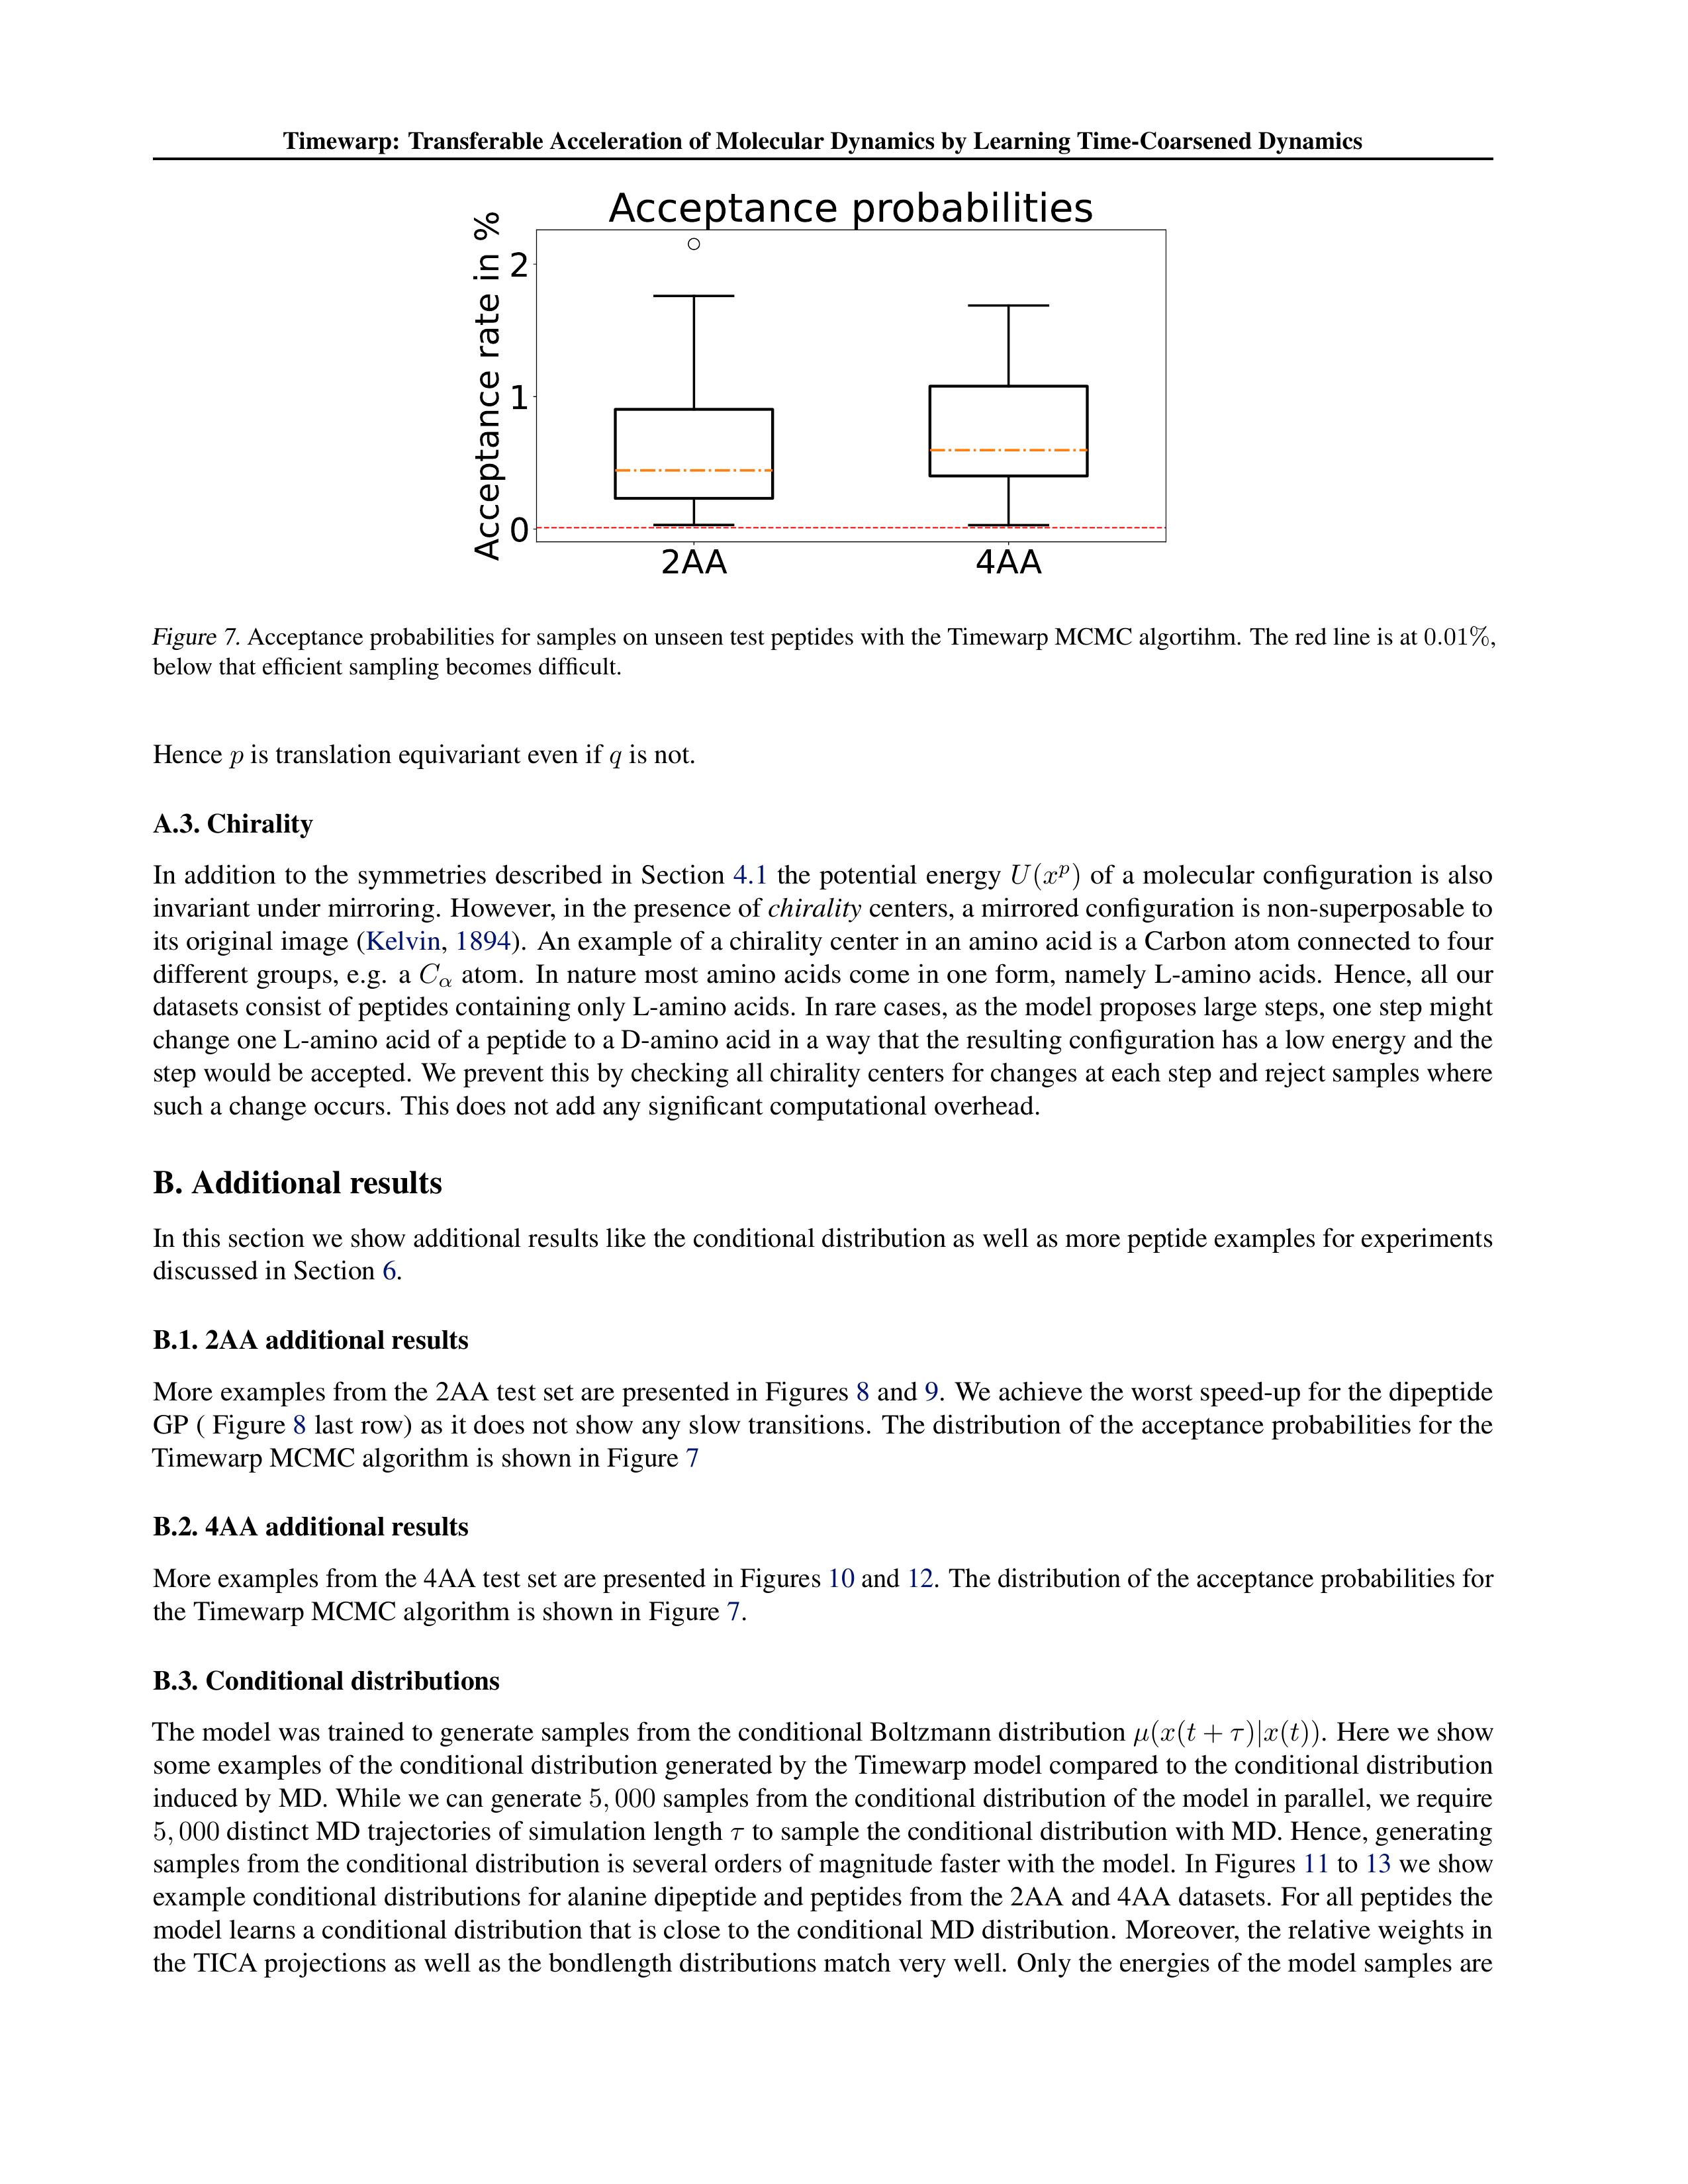 Timewarp: Transferable Acceleration of Molecular Dynamics by Learning Time-Coarsened Dynamics
Acceptance probabilities
Acceptance rate in %
2
1
0
2AA
4AA
Figure 7. Acceptance probabilities for samples on unseen test peptides with the Timewarp MCMC algortihm. The red line is at 0.01%,
below that efficient sampling becomes difficult.
Hence p is translation equivariant even if q is not.
A.3. Chirality
In addition to the symmetries described in Section 4.1 the potential energy U(x^p) of a molecular configuration is also
invariant under mirroring. However, in the presence of chirality centers, a mirrored configuration is non-superposable to
its original image (Kelvin, 1894). An example of a chirality center in an amino acid is a Carbon atom connected to four
different groups, e.g. a C_α atom. In nature most amino acids come in one form, namely L-amino acids. Hence, all our
datasets consist of peptides containing only L-amino acids. In rare cases, as the model proposes large steps, one step might
change one L-amino acid of a peptide to a D-amino acid in a way that the resulting configuration has a low energy and the
step would be accepted. We prevent this by checking all chirality centers for changes at each step and reject samples where
such a change occurs. This does not add any significant computational overhead.
B. Additional results
In this section we show additional results like the conditional distribution as well as more peptide examples for experiments
discussed in Section 6.
B.1. 2AA additional results
More examples from the 2AA test set are presented in Figures 8 and 9. We achieve the worst speed-up for the dipeptide
GP ( Figure 8 last row) as it does not show any slow transitions. The distribution of the acceptance probabilities for the
Timewarp MCMC algorithm is shown in Figure 7
B.2. 4AA additional results
More examples from the 4AA test set are presented in Figures 10 and 12. The distribution of the acceptance probabilities for
the Timewarp MCMC algorithm is shown in Figure 7.
B.3. Conditional distributions
The model was trained to generate samples from the conditional Boltzmann distribution μ(x(t + τ)|x(t)). Here we show
some examples of the conditional distribution generated by the Timewarp model compared to the conditional distribution
induced by MD. While we can generate 5, 000 samples from the conditional distribution of the model in parallel, we require
5, 000 distinct MD trajectories of simulation length τ to sample the conditional distribution with MD. Hence, generating
samples from the conditional distribution is several orders of magnitude faster with the model. In Figures 11 to 13 we show
example conditional distributions for alanine dipeptide and peptides from the 2AA and 4AA datasets. For all peptides the
model learns a conditional distribution that is close to the conditional MD distribution. Moreover, the relative weights in
the TICA projections as well as the bondlength distributions match very well. Only the energies of the model samples are